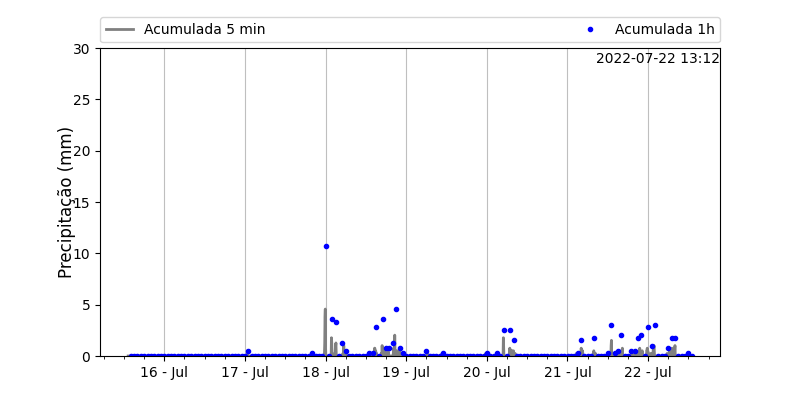 Acumulada 5 min
Acumulada 1h
2022-07-22 13:12
Precipitação (mm)
30
25
20
15
10
5
0
16 - Jul
17 - Jul
18 - Jul
19 - Jul
20 - Jul
21 - Jul
22 - Jul